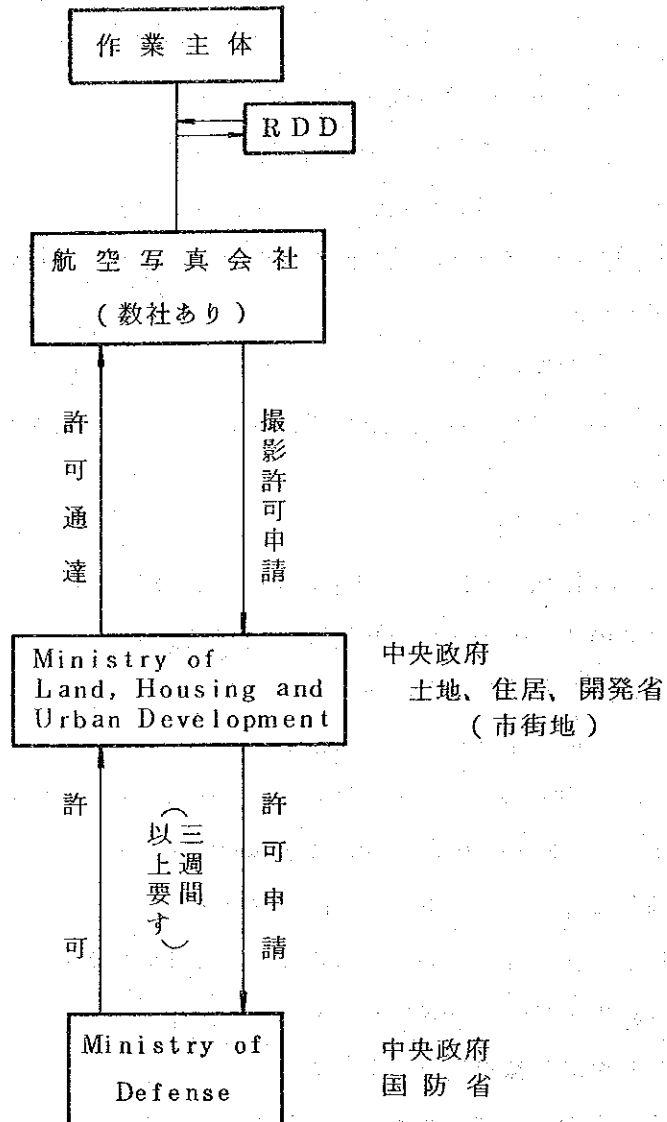 作業主体
RDD
航空写真会社
(数社あり)
許可通達
撮影許可申請
Ministry of
Land, Housing and
Urban Development
中央政府
土地、住居、開発省
(市街地)
許可
(三週間
以上要す)
許可申請
Ministry of
Defense
中央政府
国防省